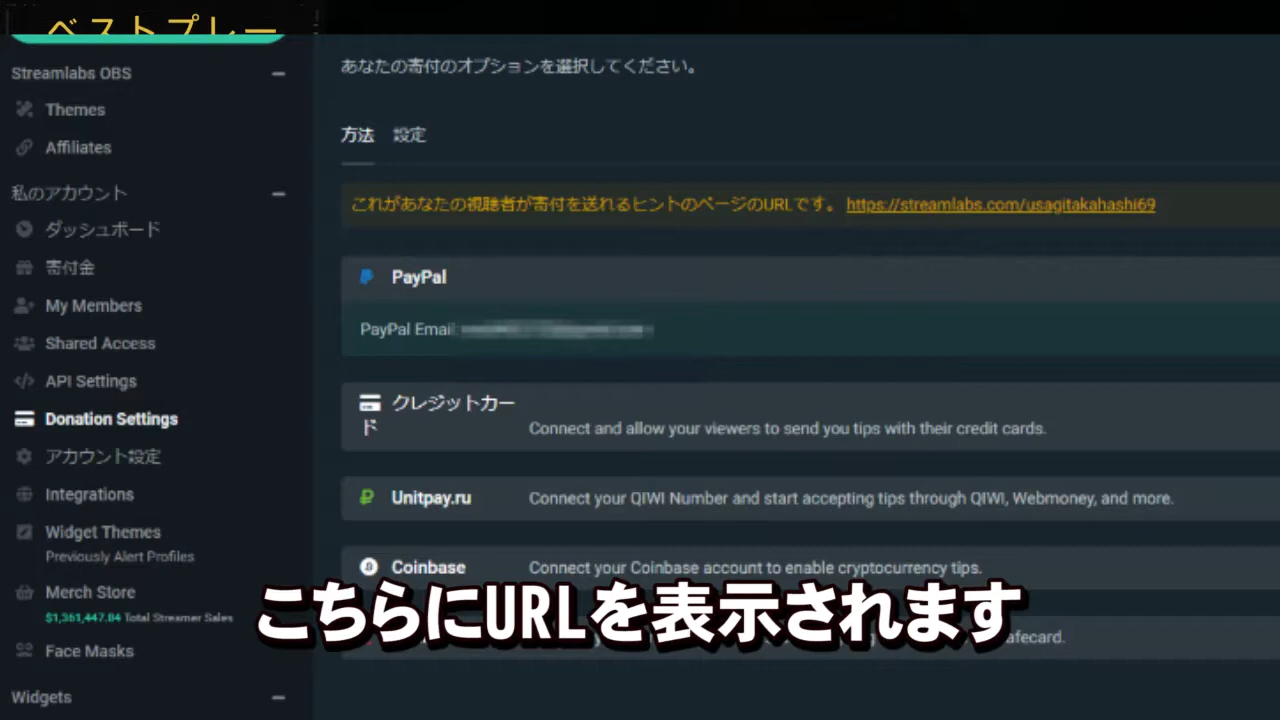 ベストプレー
Streamlabs OBS
Themes
Affiliates
私のアカウント
ダッシュボード
寄付金
My Members
Shared Access
API Settings
Donation Settings
アカウント設定
Integrations
Widget Themes
Previously Alert Profiles
Merch Store
$1,361,447.84 Total Streamer Sales
Face Masks
Widgets
あなたの寄付のオプションを選択してください。
方法 設定
これがあなたの視聴者が寄付を送れるヒントのページのURLです。 https://streamlabs.com/usagitakahashi69
PayPal
PayPal Email
クレジットカー
ド
Connect and allow your viewers to send you tips with their credit cards.
Unitpay.ru Connect your QIWI Number and start accepting tips through QIWI, Webmoney, and more.
Coinbase Connect your Coinbase account to enable cryptocurrency tips.
こちらにURLを表示されます